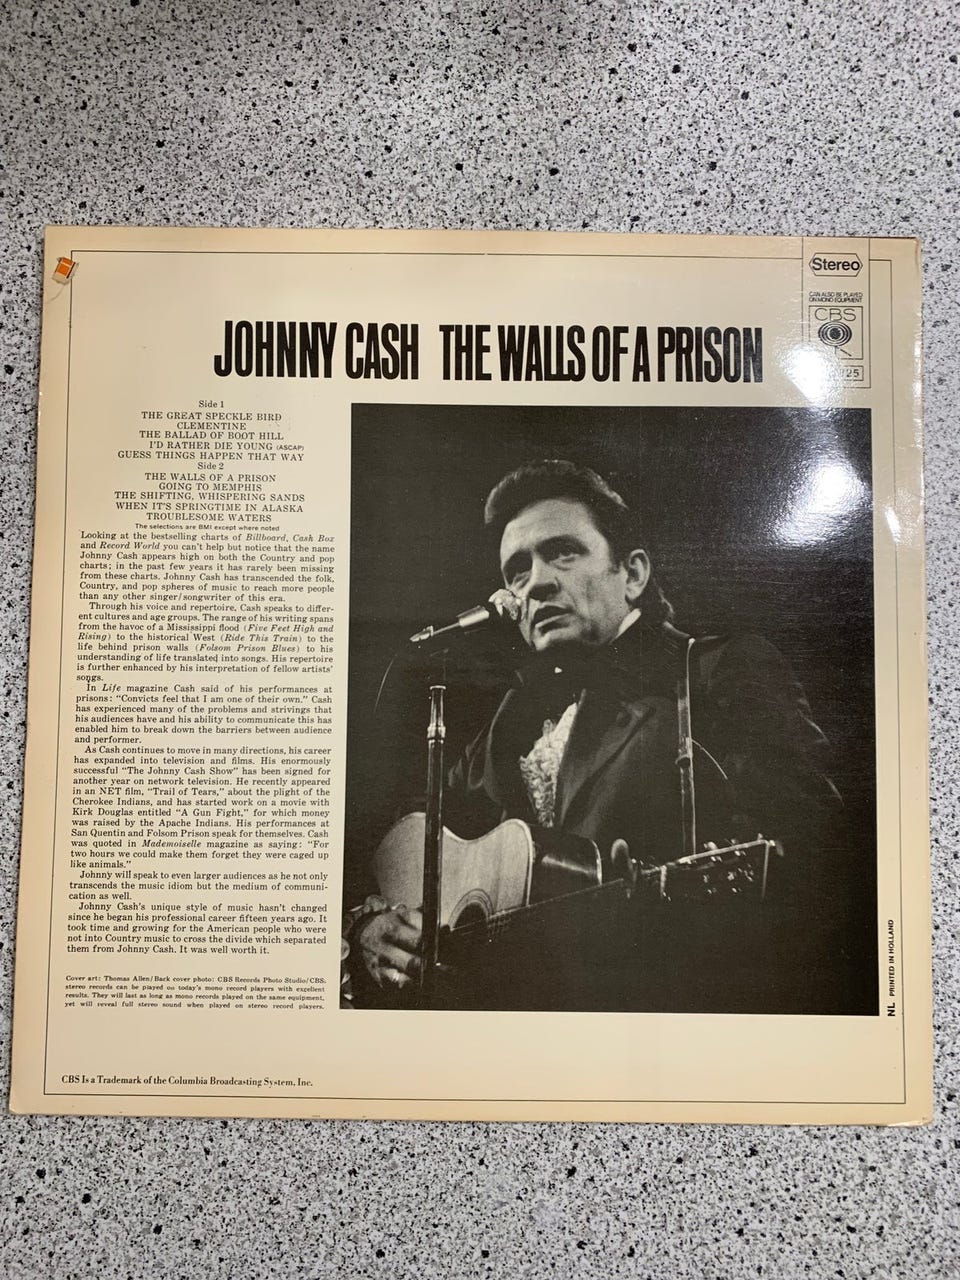 Stereo
CAN ALSO BE PLAYED
ON MONO EQUIPMENT
CBS
25
JOHNNY CASH THE WALLS OF A PRISON
Side 1
THE GREAT SPECKLE BIRD
CLEMENTINE
THE BALLAD OF BOOT HILL
I'D RATHER DIE YOUNG (ASCAP)
GUESS THINGS HAPPEN THAT WAY
Side 2
THE WALLS OF A PRISON
GOING TO MEMPHIS
THE SHIFTING, WHISPERING SANDS
WHEN IT'S SPRINGTIME IN ALASKA
TROUBLESOME WATERS
The selections are BMI except where noted
Looking at the bestselling charts of Billboard, Cash Box
and Record World you can't help but notice that the name
Johnny Cash appears high on both the Country and pop
charts; in the past few years it has rarely been missing
from these charts. Johnny Cash has transcended the folk,
Country, and pop spheres of music to reach more people
than any other singer/songwriter of this era.
Through his voice and repertoire, Cash speaks to differ-
ent cultures and age groups. The range of his writing spans
from the havoc of a Mississippi flood (Five Feet High and
Rising) to the historical West (Ride This Train) to the
life behind prison walls (Folsom Prison Blues) to his
understanding of life translated into songs. His repertoire
is further enhanced by his interpretation of fellow artists'
songs.
In Life magazine Cash said of his performances at
prisons: "Convicts feel that I am one of their own." Cash
has experienced many of the problems and strivings that
his audiences have and his ability to communicate this has
enabled him to break down the barriers between audience
and performer.
As Cash continues to move in many directions, his career
has expanded into television and films. His enormously
successful "The Johnny Cash Show" has been signed for
another year on network television. He recently appeared
in an NET film, "Trail of Tears," about the plight of the
Cherokee Indians, and has started work on a movie with
Kirk Douglas entitled "A Gun Fight," for which money
was raised by the Apache Indians. His performances at
San Quentin and Folsom Prison speak for themselves. Cash
was quoted in Mademoiselle magazine as saying: "For
two hours we could make them forget they were caged up
like animals."
Johnny will speak to even larger audiences as he not only
transcends the music idiom but the medium of communi-
cation as well.
Johnny Cash's unique style of music hasn't changed
since he began his professional career fifteen years ago. It
took time and growing for the American people who were
not into Country music to cross the divide which separated
them from Johnny Cash. It was well worth it.
Cover art: Thomas Allen/Back cover photo: CBS Records Photo Studio/CBS.
stereo records can be played on today's mono record players with excellent
results. They will last as long as mono records played on the same equipment,
yet will reveal full stereo sound when played on stereo record players.
NL PRINTED IN HOLLAND
CBS Is a Trademark of the Columbia Broadcasting System, Inc.